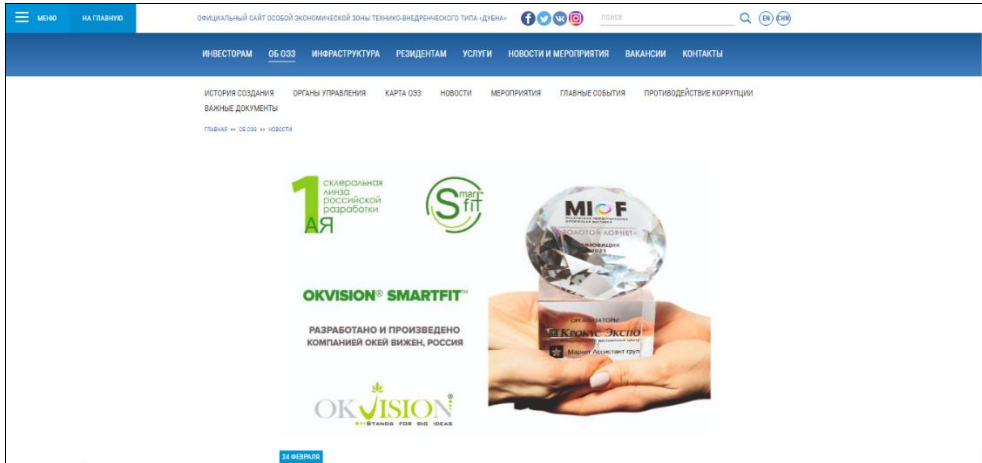 МЕНЮ НА ГЛАВНУЮ ОФИЦИАЛЬНЫЙ САЙТ ОСОБОЙ ЭКОНОМИЧЕСКОЙ ЗОНЫ ТЕХНИКО-ВНЕДРЕНЧЕСКОГО ТИПА «ДУБНА» ПОИСК EN CHN
ИНВЕСТОРАМ ОБ ОЭЗ ИНФРАСТРУКТУРА РЕЗИДЕНТАМ УСЛУГИ НОВОСТИ И МЕРОПРИЯТИЯ ВАКАНСИИ КОНТАКТЫ
ИСТОРИЯ СОЗДАНИЯ ОРГАНЫ УПРАВЛЕНИЯ КАРТА ОЭЗ НОВОСТИ МЕРОПРИЯТИЯ ГЛАВНЫЕ СОБЫТИЯ ПРОТИВОДЕЙСТВИЕ КОРРУПЦИИ
ВАЖНЫЕ ДОКУМЕНТЫ
ГЛАВНАЯ ›› ОБ ОЭЗ ›› НОВОСТИ
1АЯ
склеральная
линза
российской
разработки
Smart fit
MIOF
ЗОЛОТОЙ ЛОРНЕТ
ИННОВАЦИЯ
2021
OKVISION® SMARTFIT™
РАЗРАБОТАНО И ПРОИЗВЕДЕНО
КОМПАНИЕЙ ОКЕЙ ВИЖЕН, РОССИЯ
ОРГАНИЗАТОРЫ:
Крокус Экспо
Маркет Ассистант груп
OKVISION®
STANDS FOR BIG IDEAS
24 ФЕВРАЛЯ